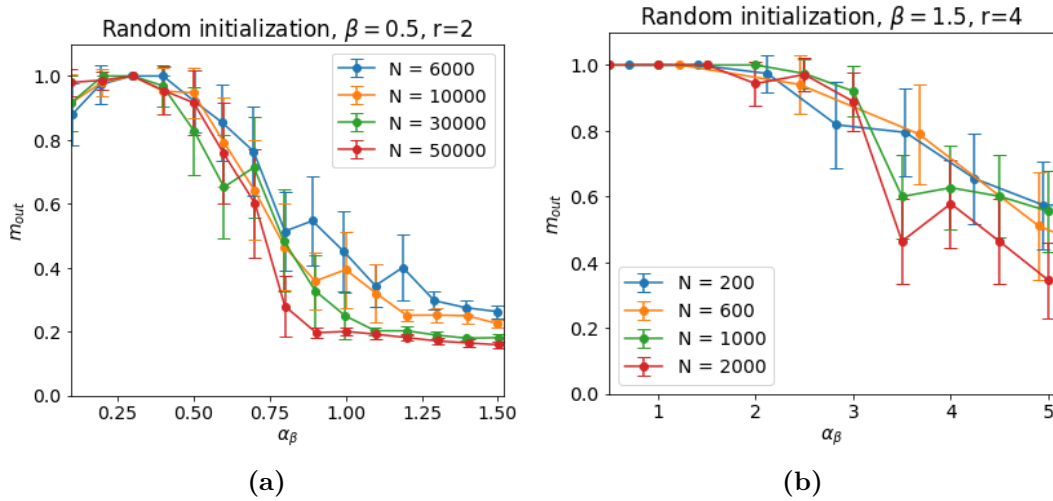 Random initialization, β = 0.5, r=2
N = 6000
N = 10000
N = 30000
N = 50000
1.0
0.8
0.6
0.4
0.2
0.0
m_out
0.25 0.50 0.75 1.00 1.25 1.50
α_β
(a)
Random initialization, β = 1.5, r=4
1.0
0.8
0.6
0.4
0.2
0.0
m_out
N = 200
N = 600
N = 1000
N = 2000
1 2 3 4 5
α_β
(b)